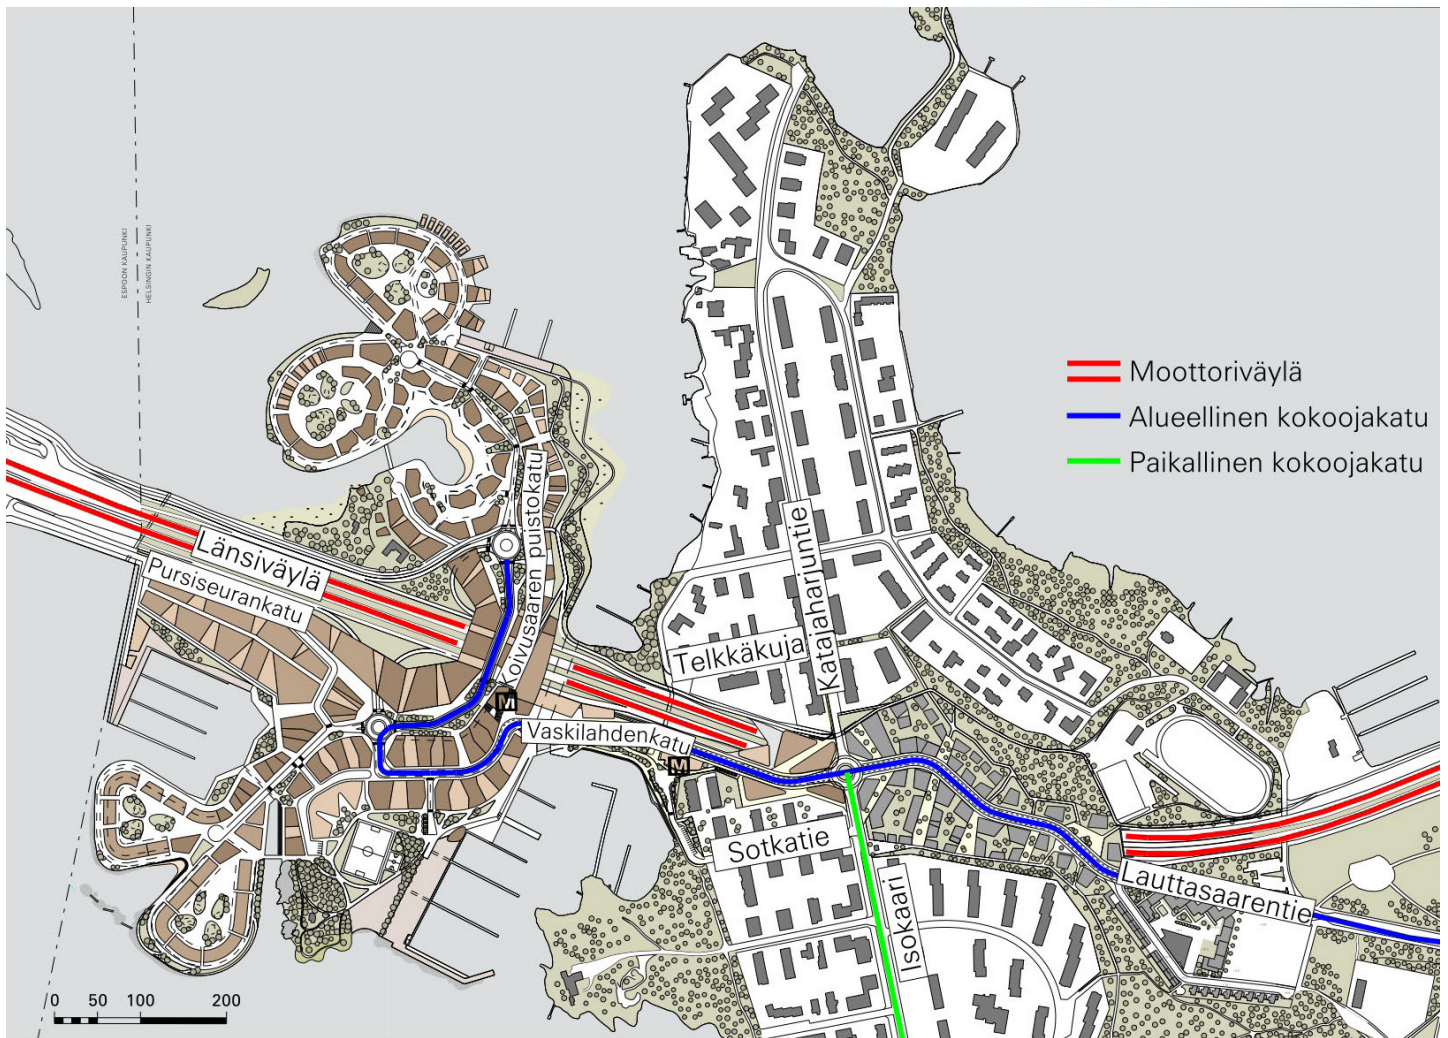 ESPOON KAUPUNKI
HELSINGIN KAUPUNKI
Moottoriväylä
Alueellinen kokoojakatu
Paikallinen kokoojakatu
Länsiväylä
Pursiseurankatu
Koivusaaren puistokatu
Katajaharjuntie
Telkkäkuja
M
Vaskilahdenkatu
M
Sotkatie
Isokaari
Lauttasaarentie
0 50 100 200